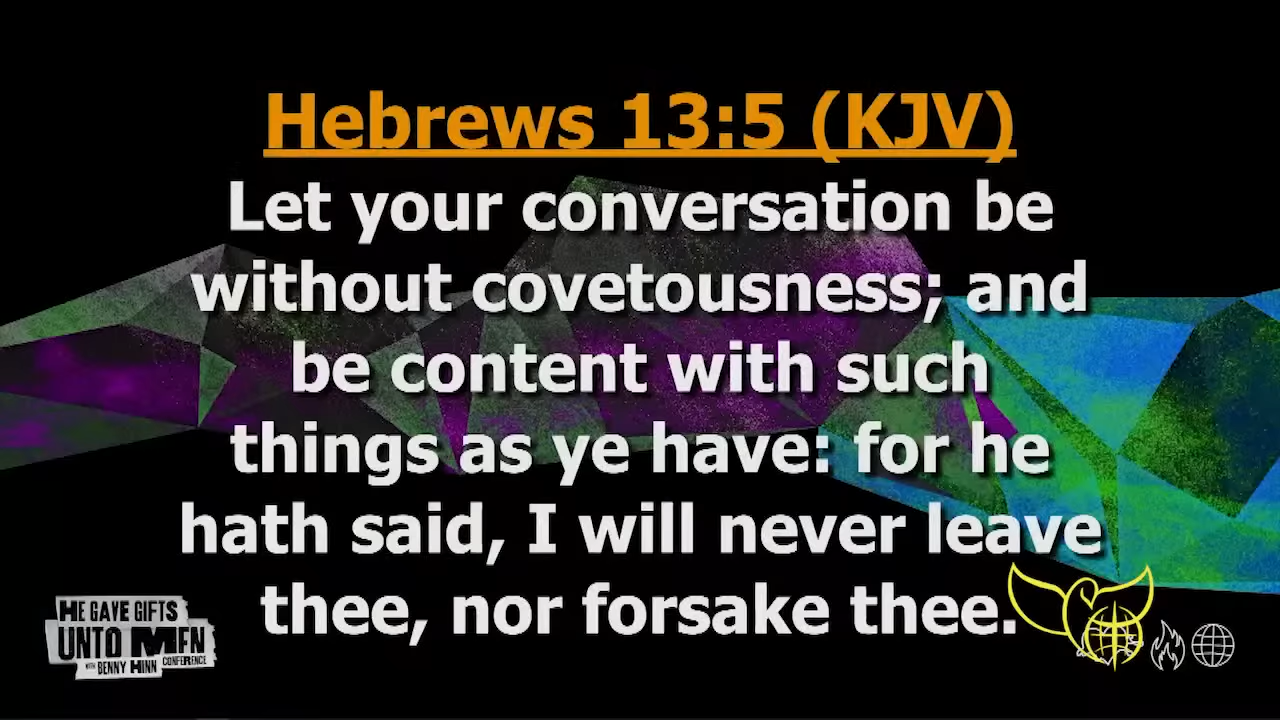 Hebrews 13:5 (KJV)
Let your conversation be
without covetousness; and
be content with such
things as ye have: for he
hath said, I will never leave
thee, nor forsake thee.
HE GAVE GIFTS
UNTO MEN
WITH BENNY HINN CONFERENCE